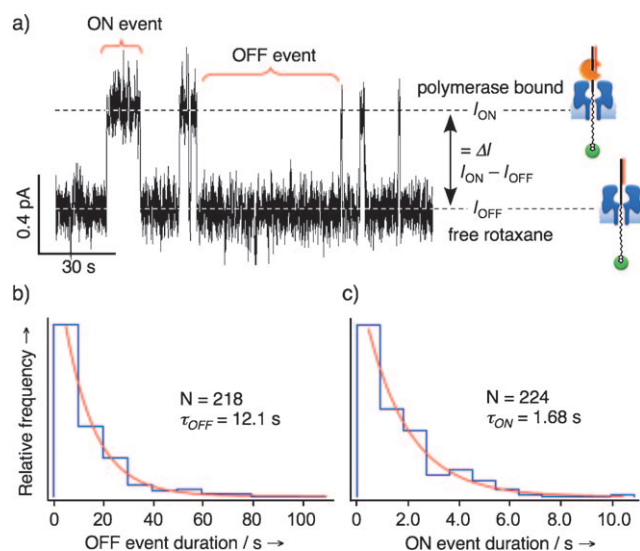 a)
ON event
OFF event
polymerase bound
I_ON
= ΔI
I_ON – I_OFF
I_OFF
free rotaxane
0.4 pA
30 s
b)
Relative frequency →
N = 218
τ_OFF = 12.1 s
0 20 40 60 80 100
OFF event duration / s →
c)
N = 224
τ_ON = 1.68 s
0 2.0 4.0 6.0 8.0 10.0
ON event duration / s →